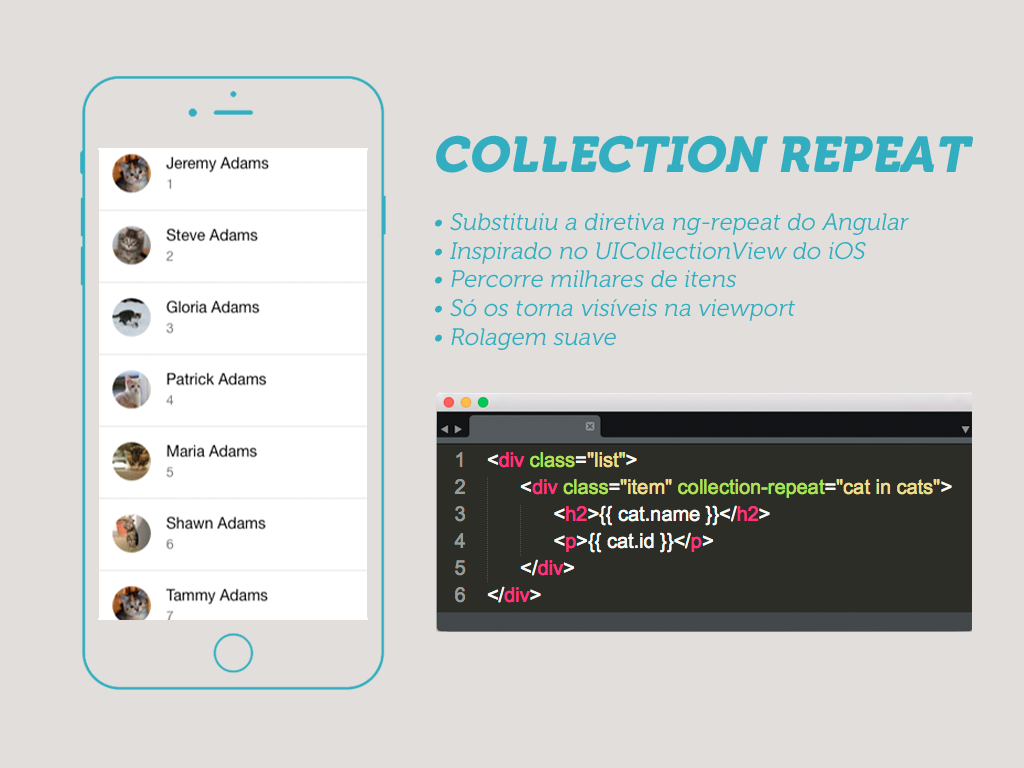 Jeremy Adams
1
Steve Adams
2
Gloria Adams
3
Patrick Adams
4
Maria Adams
5
Shawn Adams
6
Tammy Adams
7
COLLECTION REPEAT
• Substituiu a diretiva ng-repeat do Angular
• Inspirado no UICollectionView do iOS
• Percorre milhares de itens
• Só os torna visíveis na viewport
• Rolagem suave
1 <div class="list">
2 <div class="item" collection-repeat="cat in cats">
3 <h2>{{ cat.name }}</h2>
4 <p>{{ cat.id }}</p>
5 </div>
6 </div>